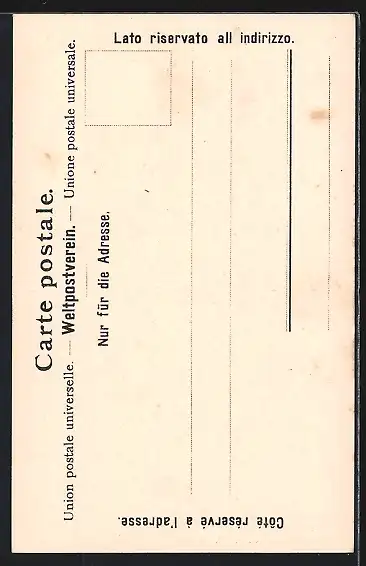 Carte postale.
Union postale universelle. — Weltpostverein. — Unione postale universale.
Nur für die Adresse.
Côté réservé à l'adresse.
Lato riservato all indirizzo.